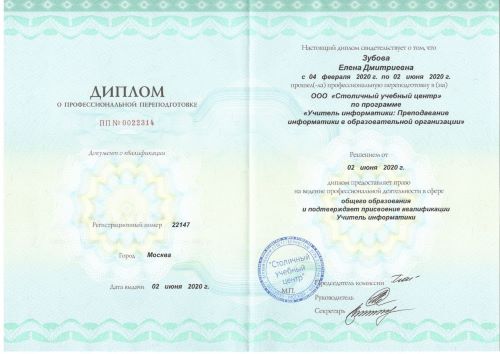 ДИПЛОМ
О ПРОФЕССИОНАЛЬНОЙ ПЕРЕПОДГОТОВКЕ
ПП № 0022314
Документ о квалификации
Регистрационный номер 22147
Город Москва
Дата выдачи 02 июня 2020 г.
Настоящий диплом свидетельствует о том, что
Зубова
Елена Дмитриевна
с 04 февраля 2020 г. по 02 июня 2020 г.
прошел(-ла) профессиональную переподготовку в (на)
ООО «Столичный учебный центр»
по программе
«Учитель информатики: Преподавание
информатики в образовательной организации»
Решением от
02 июня 2020 г.
диплом предоставляет право
на ведение профессиональной деятельности в сфере
общего образования
и подтверждает присвоение квалификации
Учитель информатики
"Столичный
учебный
центр"
М.П.
Председатель комиссии
Руководитель
Секретарь